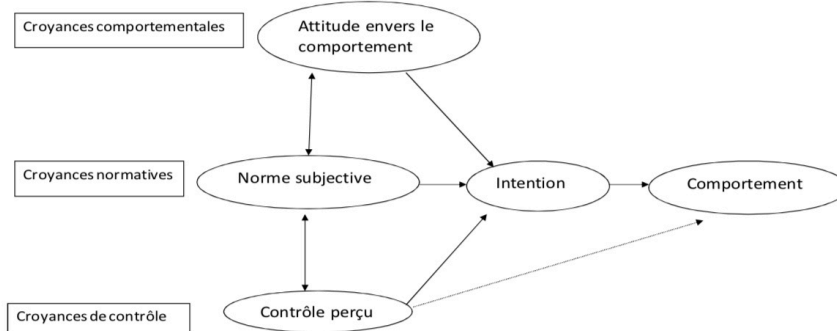 Croyances comportementales
Attitude envers le
comportement
Croyances normatives
Norme subjective
Intention
Comportement
Croyances de contrôle
Contrôle perçu